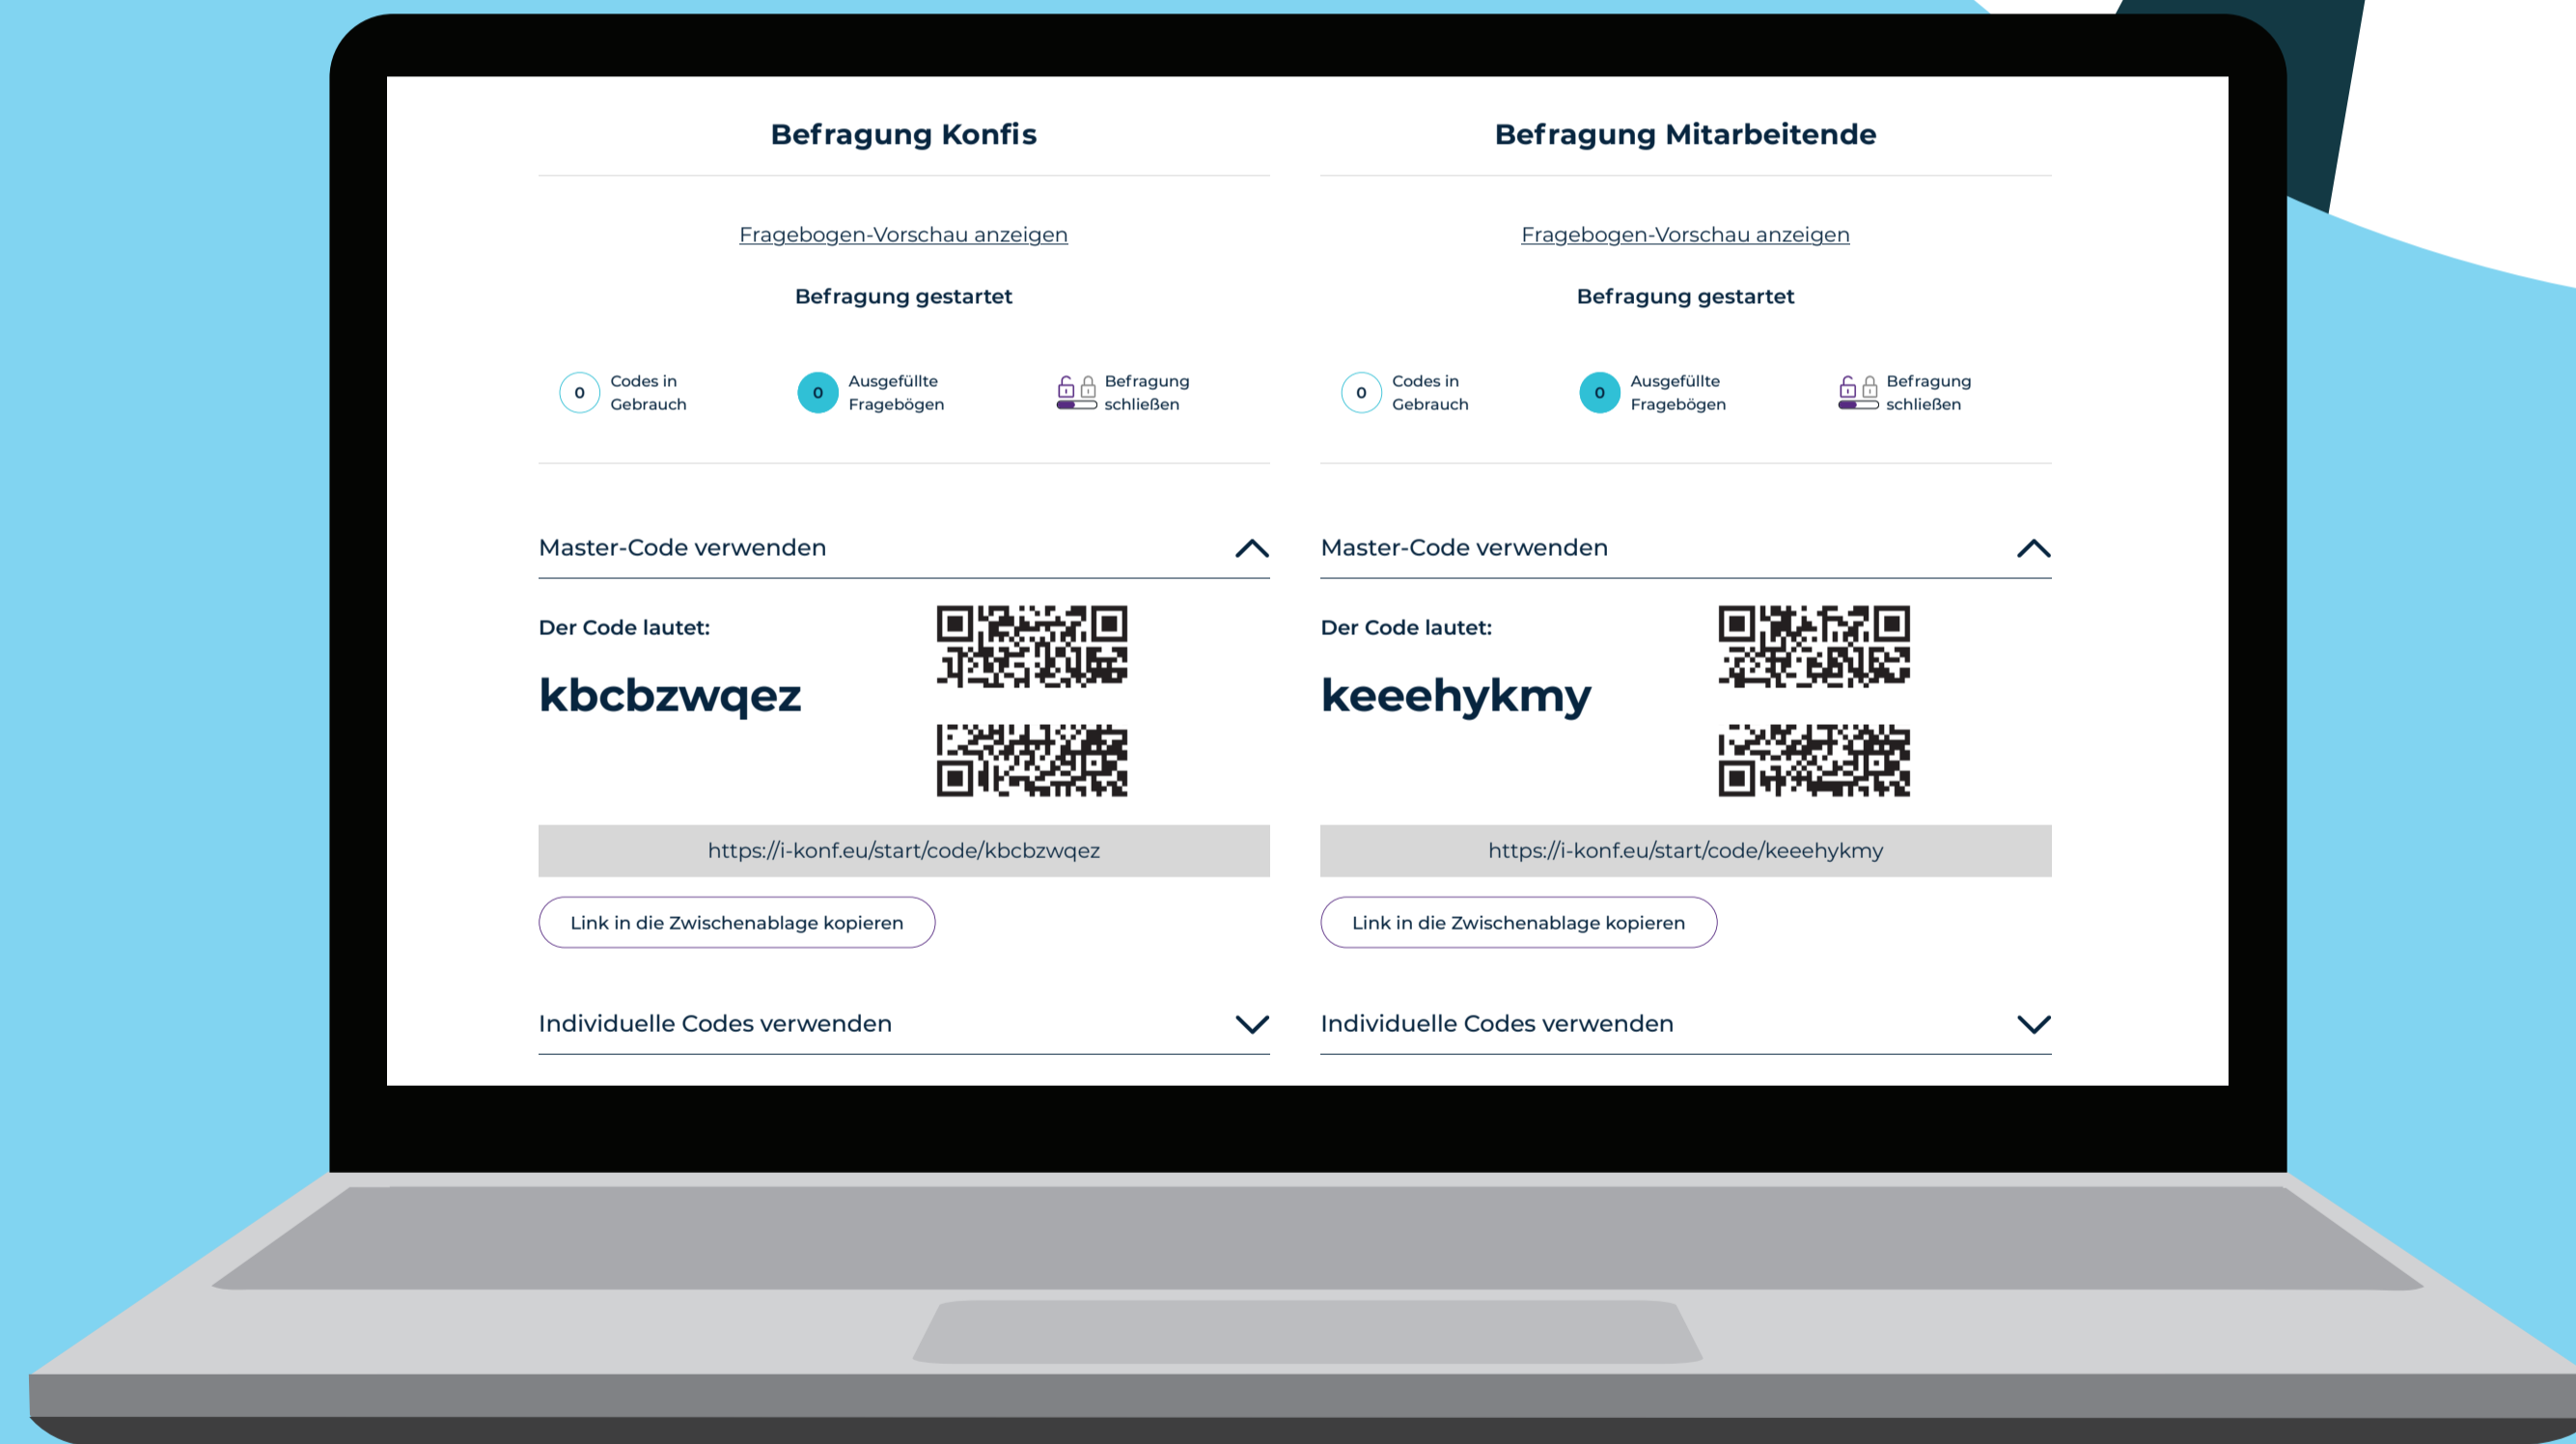 Befragung Konfis
Fragebogen-Vorschau anzeigen
Befragung gestartet
0 Codes in
Gebrauch
0 Ausgefüllte
Fragebögen
Befragung
schließen
Master-Code verwenden
Der Code lautet:
kbcbzwqez
https://i-konf.eu/start/code/kbcbzwqez
Link in die Zwischenablage kopieren
Individuelle Codes verwenden
Befragung Mitarbeitende
Fragebogen-Vorschau anzeigen
Befragung gestartet
0 Codes in
Gebrauch
0 Ausgefüllte
Fragebögen
Befragung
schließen
Master-Code verwenden
Der Code lautet:
keeehykmy
https://i-konf.eu/start/code/keeehykmy
Link in die Zwischenablage kopieren
Individuelle Codes verwenden